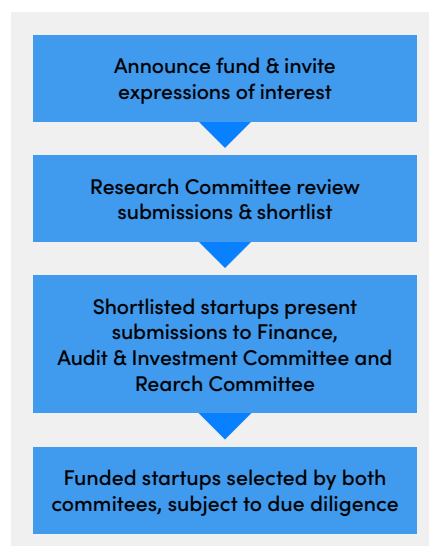 Announce fund & invite
expressions of interest
Research Committee review
submissions & shortlist
Shortlisted startups present
submissions to Finance,
Audit & Investment Committee and
Rearch Committee
Funded startups selected by both
commitees, subject to due diligence